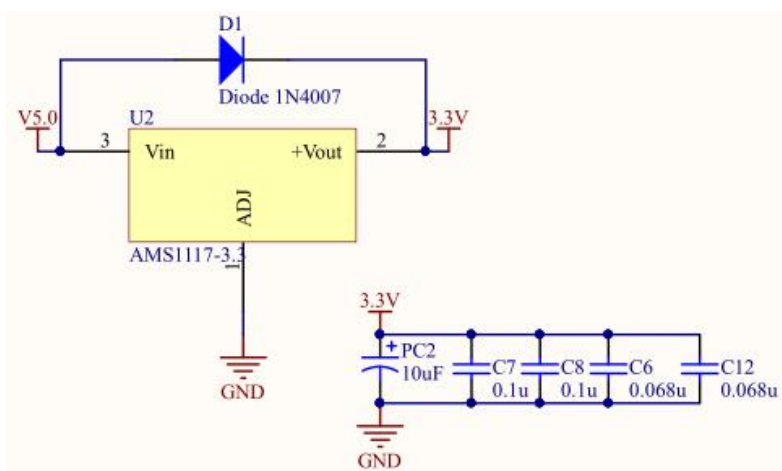 D1
Diode 1N4007
V5.0
U2
3.3V
3
2
Vin
+Vout
ADJ
AMS1117-3.3
1
GND
3.3V
+
PC2
10uF
C7
0.1u
C8
0.1u
C6
0.068u
C12
0.068u
GND